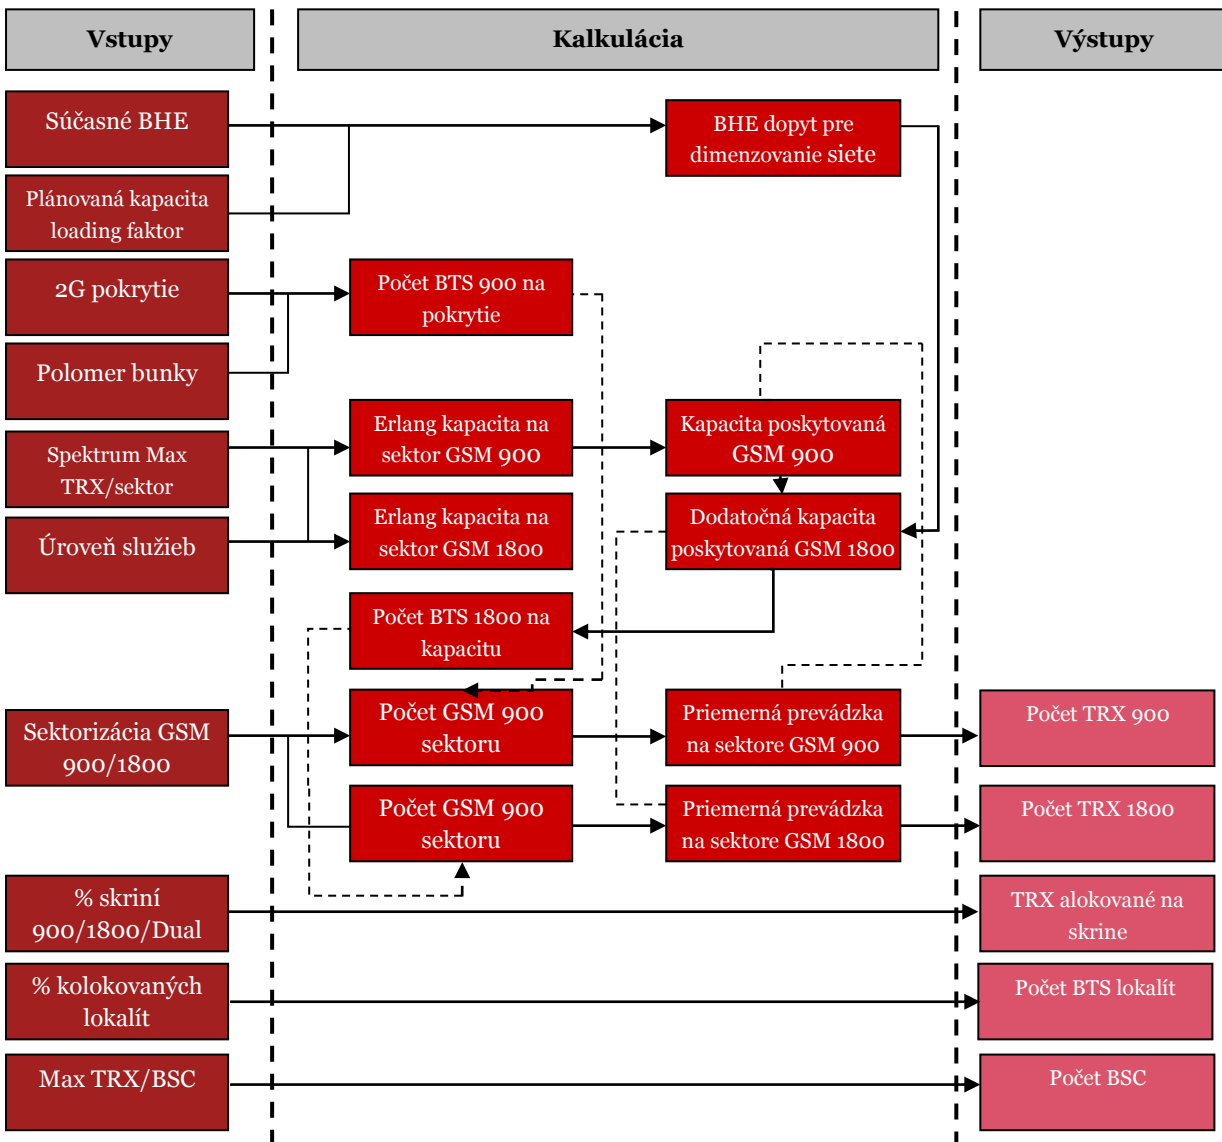 Vstupy
Kalkulácia
Výstupy
Súčasné BHE
BHE dopyt pre
dimenzovanie siete
Plánovaná kapacita
loading faktor
2G pokrytie
Počet BTS 900 na
pokrytie
Polomer bunky
Spektrum Max
TRX/sektor
Erlang kapacita na
sektor GSM 900
Kapacita poskytovaná
GSM 900
Úroveň služieb
Erlang kapacita na
sektor GSM 1800
Dodatočná kapacita
poskytovaná GSM 1800
Počet BTS 1800 na
kapacitu
Sektorizácia GSM
900/1800
Počet GSM 900
sektoru
Priemerná prevádzka
na sektore GSM 900
Počet TRX 900
Počet GSM 900
sektoru
Priemerná prevádzka
na sektore GSM 1800
Počet TRX 1800
% skriní
900/1800/Dual
TRX alokované na
skrine
% kolokovaných
lokalít
Počet BTS lokalít
Max TRX/BSC
Počet BSC